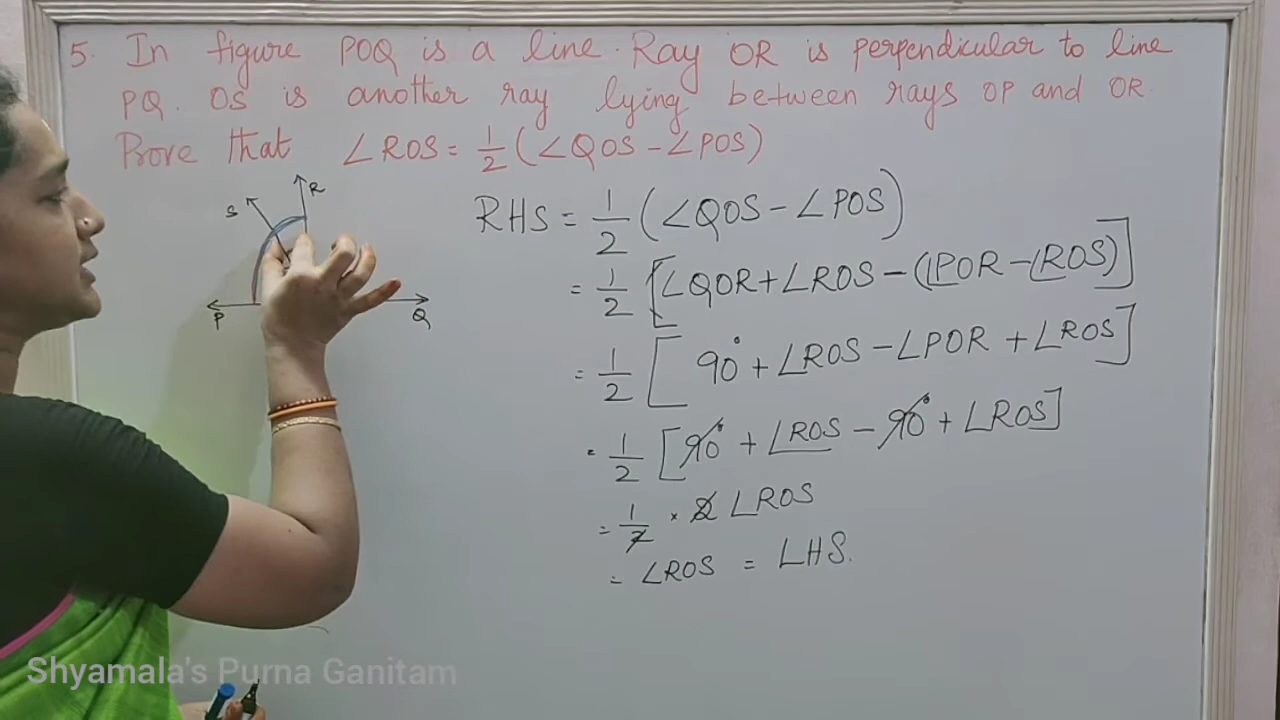 5. In figure POQ is a line. Ray OR is perpendicular to line
PQ. OS is another ray lying between rays OP and OR.
Prove that ∠ROS = 1/2 (∠QOS - ∠POS)
R
S
P
Q
RHS = 1/2 (∠QOS - ∠POS)
= 1/2 [∠QOR + ∠ROS - (∠POR - ∠ROS)]
= 1/2 [90° + ∠ROS - ∠POR + ∠ROS]
= 1/2 [90° + ∠ROS - 90° + ∠ROS]
= 1/2 × 2 ∠ROS
= ∠ROS = LHS.
Shyamala's Purna Ganitam